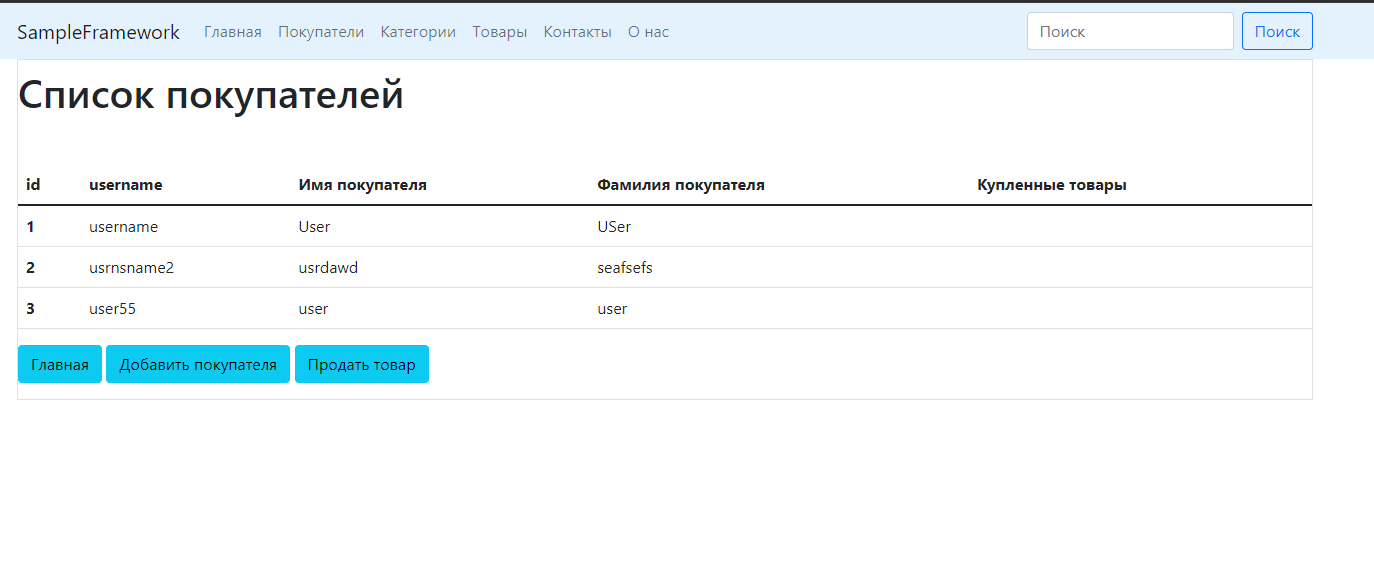 SampleFramework Главная Покупатели Категории Товары Контакты О нас Поиск Поиск
Список покупателей
id username Имя покупателя Фамилия покупателя Купленные товары
1 username User USer
2 usrnsname2 usrdawd seafsefs
3 user55 user user
Главная Добавить покупателя Продать товар